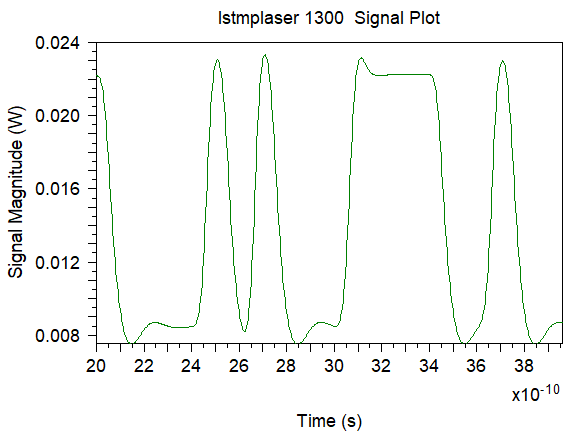 lstmplaser 1300  Signal Plot
Signal Magnitude (W)
0.024
0.020
0.016
0.012
0.008
20 22 24 26 28 30 32 34 36 38
x10-10
Time (s)